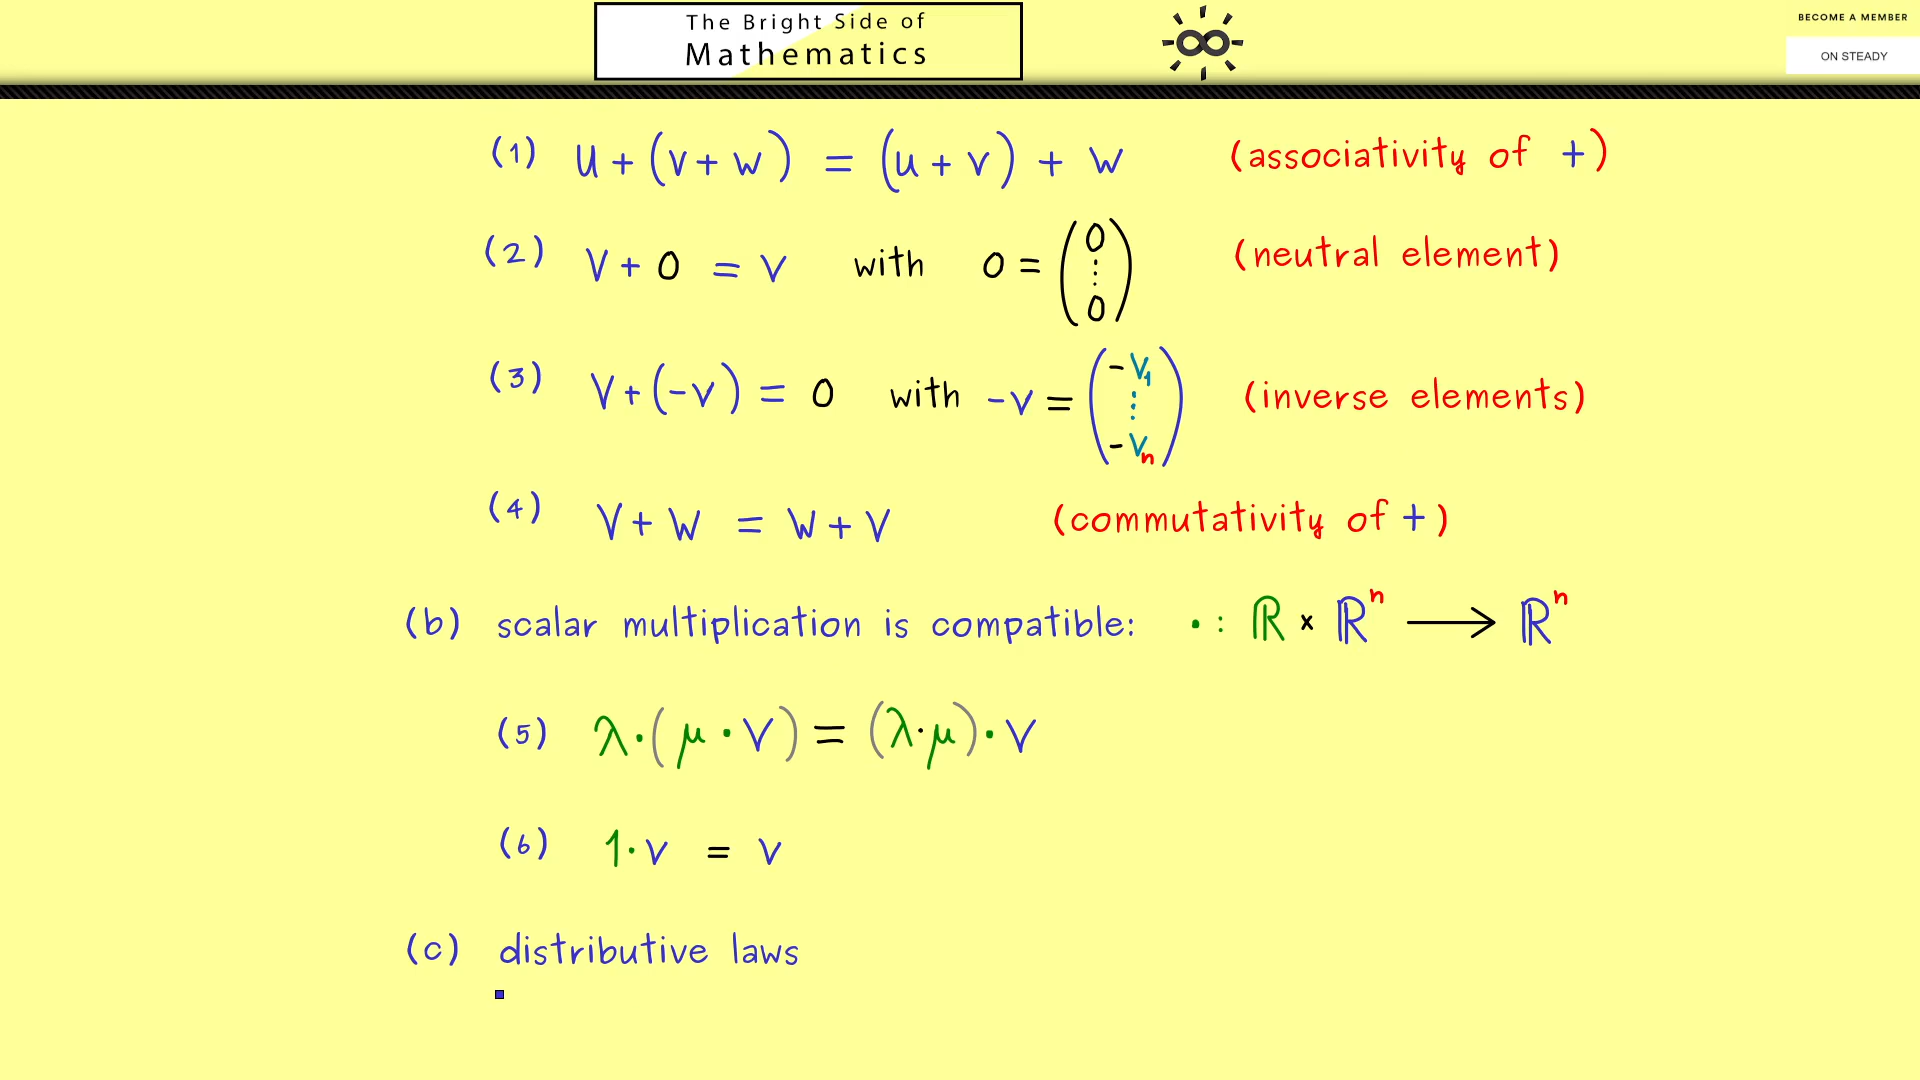 The Bright Side of
Mathematics
BECOME A MEMBER
ON STEADY
(1) u + (v + w) = (u + v) + w (associativity of +)
(2) v + 0 = v with 0 = (0 ⋮ 0) (neutral element)
(3) v + (-v) = 0 with -v = (-v₁ ⋮ -vₙ) (inverse elements)
(4) v + w = w + v (commutativity of +)
(b) scalar multiplication is compatible: · : ℝ × ℝⁿ ⟶ ℝⁿ
(5) λ·(μ·v) = (λ·μ)·v
(6) 1·v = v
(c) distributive laws